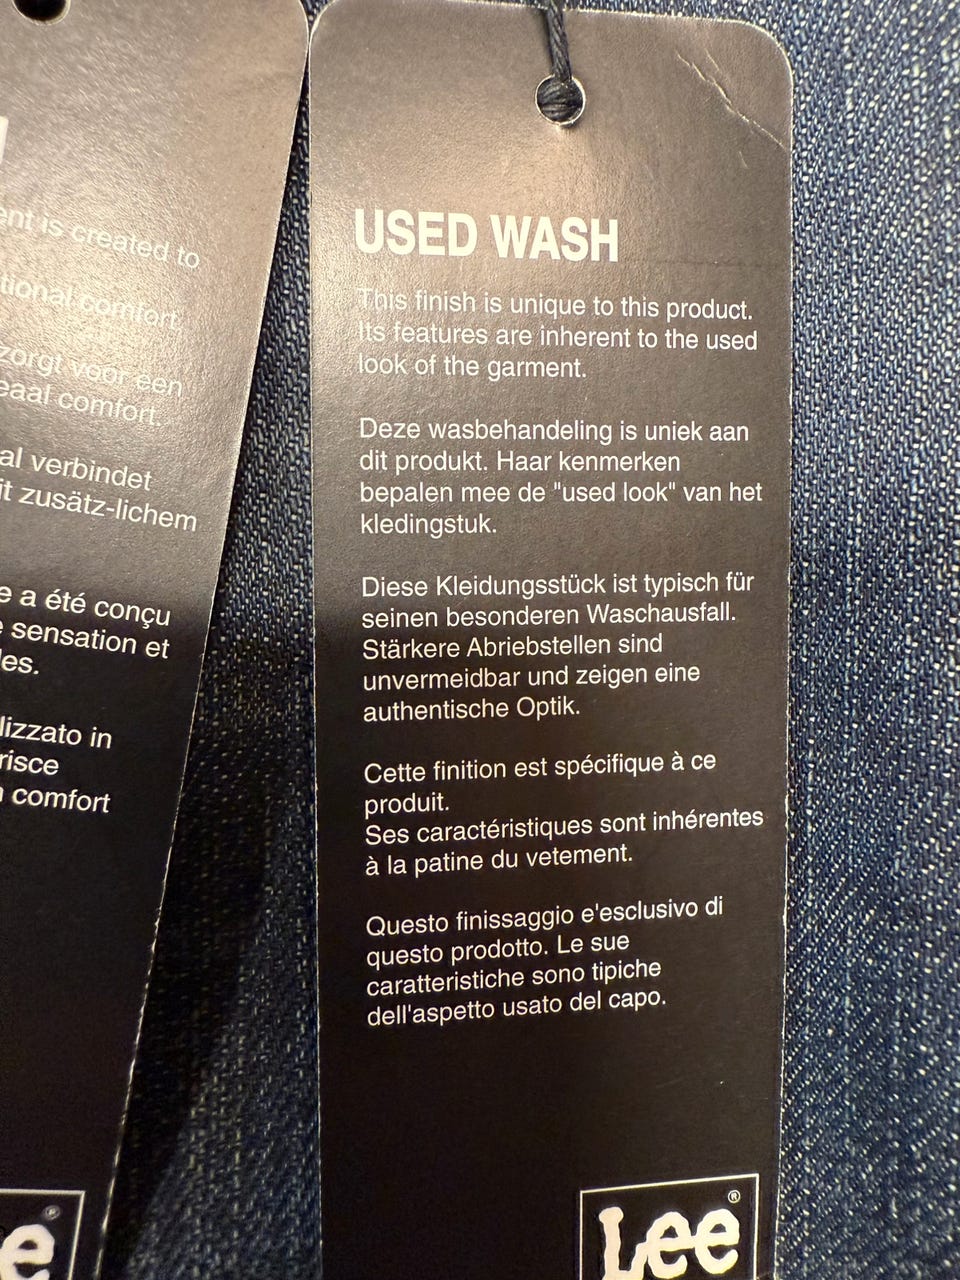 ent is created to
tional comfort.
zorgt voor een
eaal comfort.
al verbindet
it zusätz-lichem
e a été conçu
e sensation et
les.
lizzato in
risce
comfort
e®
USED WASH
This finish is unique to this product.
Its features are inherent to the used
look of the garment.
Deze wasbehandeling is uniek aan
dit produkt. Haar kenmerken
bepalen mee de "used look" van het
kledingstuk.
Diese Kleidungsstück ist typisch für
seinen besonderen Waschausfall.
Stärkere Abriebstellen sind
unvermeidbar und zeigen eine
authentische Optik.
Cette finition est spécifique à ce
produit.
Ses caractéristiques sont inhérentes
à la patine du vetement.
Questo finissaggio e'esclusivo di
questo prodotto. Le sue
caratteristiche sono tipiche
dell'aspetto usato del capo.
Lee®